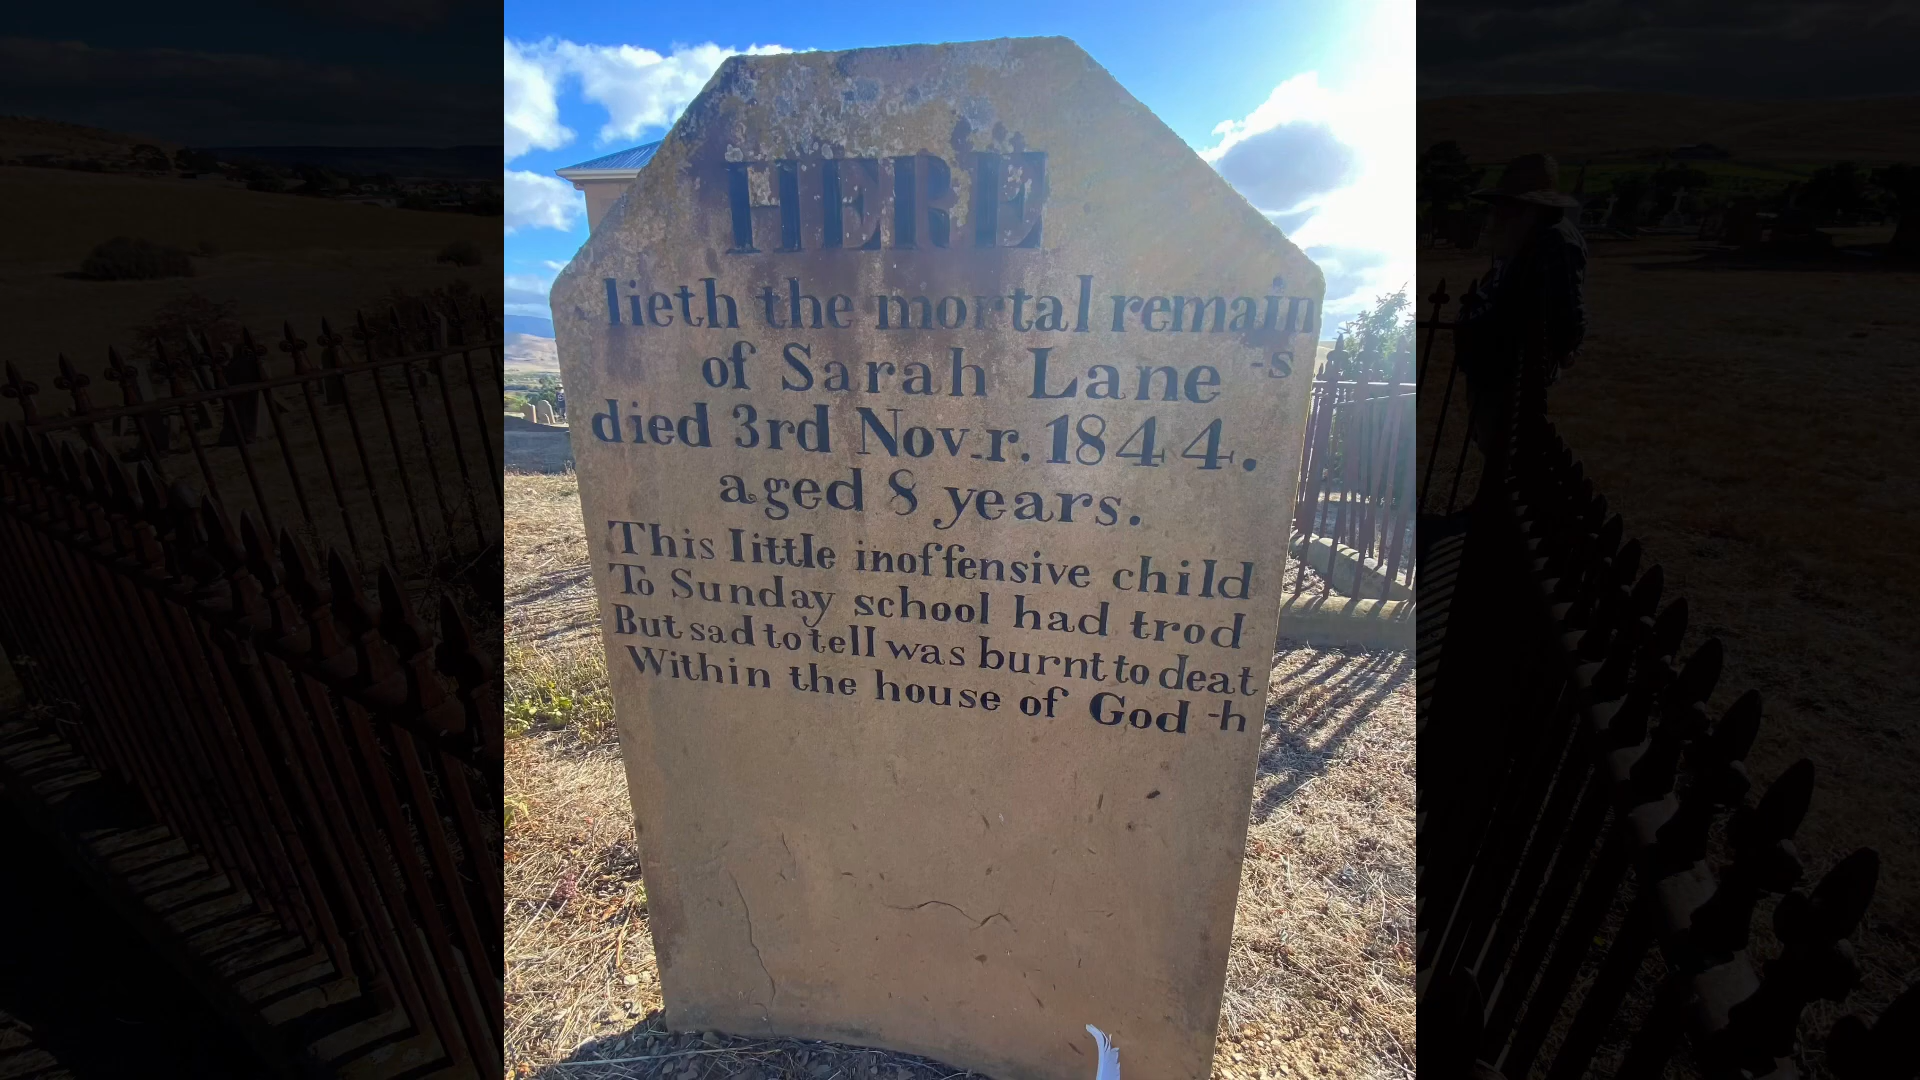 HERE
lieth the mortal remain
of Sarah Lane -s
died 3rd Nov.r. 1844.
aged 8 years.
This little inoffensive child
To Sunday school had trod
But sad to tell was burnt to deat
Within the house of God -h